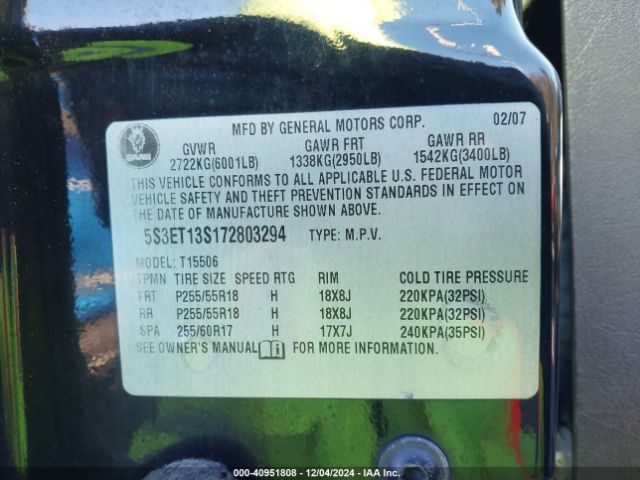 MFD BY GENERAL MOTORS CORP. 02/07
GVWR GAWR FRT GAWR RR
2722KG(6001LB) 1338KG(2950LB) 1542KG(3400LB)
THIS VEHICLE CONFORMS TO ALL APPLICABLE U.S. FEDERAL MOTOR
VEHICLE SAFETY AND THEFT PREVENTION STANDARDS IN EFFECT ON
THE DATE OF MANUFACTURE SHOWN ABOVE.
5S3ET13S172803294 TYPE: M.P.V.
MODEL: T15506
TPMN TIRE SIZE SPEED RTG RIM COLD TIRE PRESSURE
FRT P255/55R18 H 18X8J 220KPA(32PSI)
RR P255/55R18 H 18X8J 220KPA(32PSI)
SPA 255/60R17 H 17X7J 240KPA(35PSI)
SEE OWNER'S MANUAL FOR MORE INFORMATION.
000-40951808 - 12/04/2024 - IAA Inc.